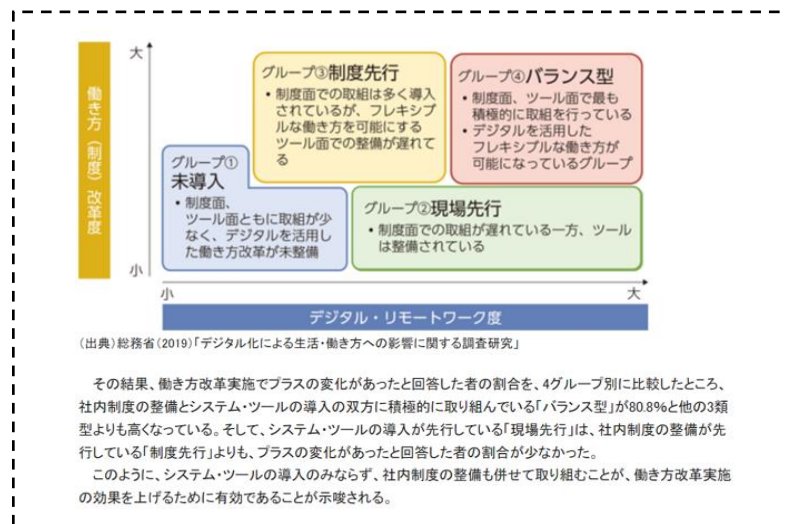 大
働き方（制度）改革度
小
グループ③制度先行
・制度面での取組は多く導入
されているが、フレキシブ
ルな働き方を可能にする
ツール面での整備が遅れて
る
グループ④バランス型
・制度面、ツール面で最も
積極的に取組を行っている
・デジタルを活用した
フレキシブルな働き方が
可能になっているグループ
グループ①
未導入
・制度面、
ツール面ともに取組が少
なく、デジタルを活用し
た働き方改革が未整備
グループ②現場先行
・制度面での取組が遅れている一方、ツール
は整備されている
小
大
デジタル・リモートワーク度
（出典）総務省（2019）「デジタル化による生活・働き方への影響に関する調査研究」
その結果、働き方改革実施でプラスの変化があったと回答した者の割合を、4グループ別に比較したところ、
社内制度の整備とシステム・ツールの導入の双方に積極的に取り組んでいる「バランス型」が80.8%と他の3類
型よりも高くなっている。そして、システム・ツールの導入が先行している「現場先行」は、社内制度の整備が先
行している「制度先行」よりも、プラスの変化があったと回答した者の割合が少なかった。
このように、システム・ツールの導入のみならず、社内制度の整備も併せて取り組むことが、働き方改革実施
の効果を上げるために有効であることが示唆される。